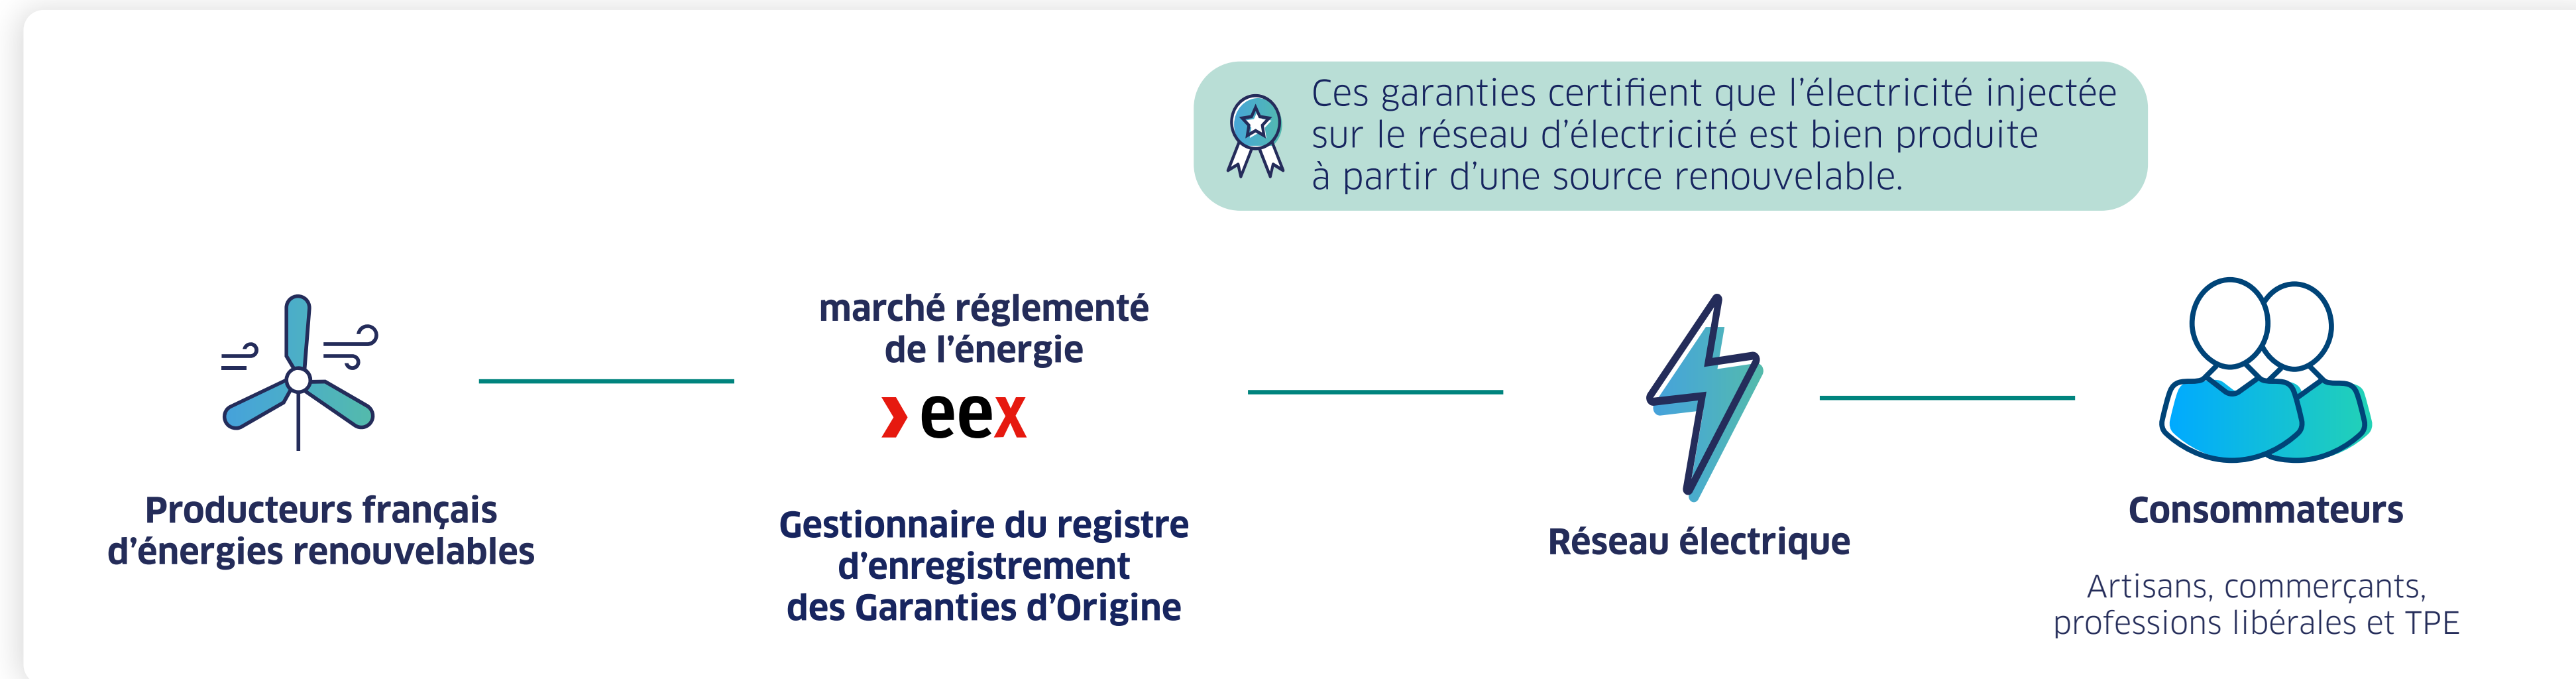 Ces garanties certifient que l’électricité injectée
sur le réseau d’électricité est bien produite
à partir d’une source renouvelable.
Producteurs français
d’énergies renouvelables
marché réglementé
de l’énergie
eex
Gestionnaire du registre
d’enregistrement
des Garanties d’Origine
Réseau électrique
Consommateurs
Artisans, commerçants,
professions libérales et TPE